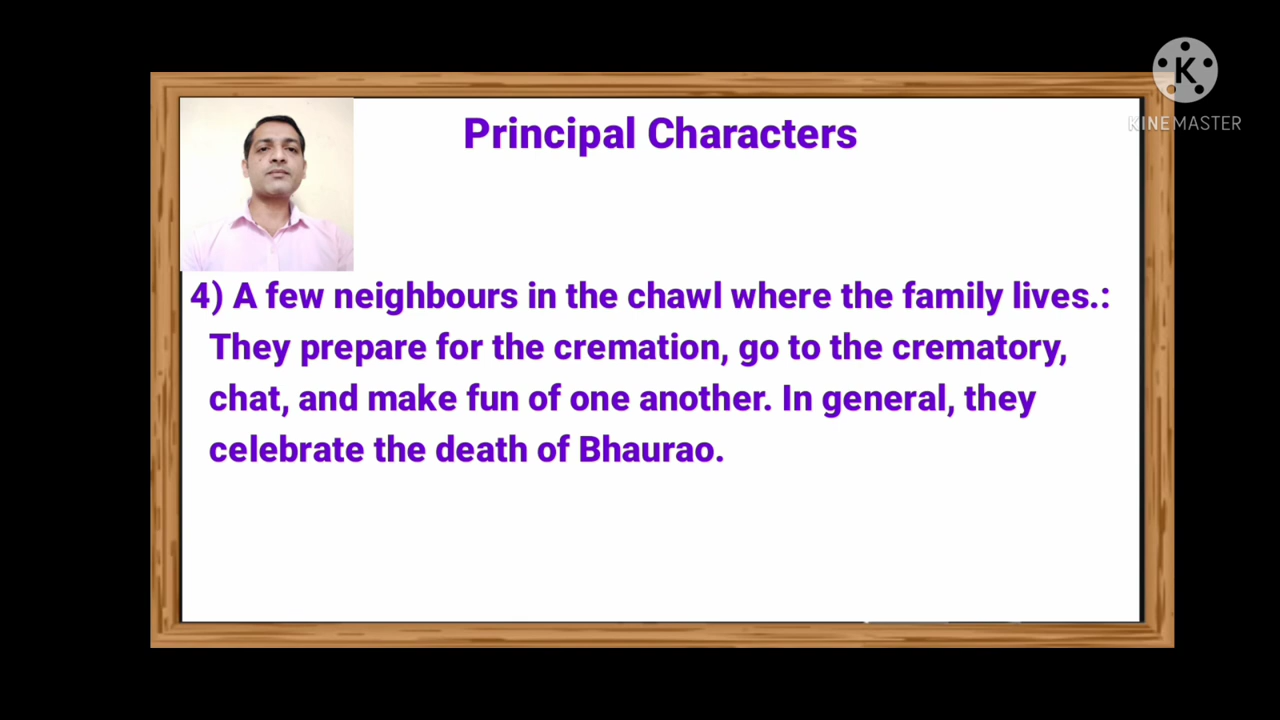 Principal Characters
K
KINEMASTER
4) A few neighbours in the chawl where the family lives.:
They prepare for the cremation, go to the crematory,
chat, and make fun of one another. In general, they
celebrate the death of Bhaurao.